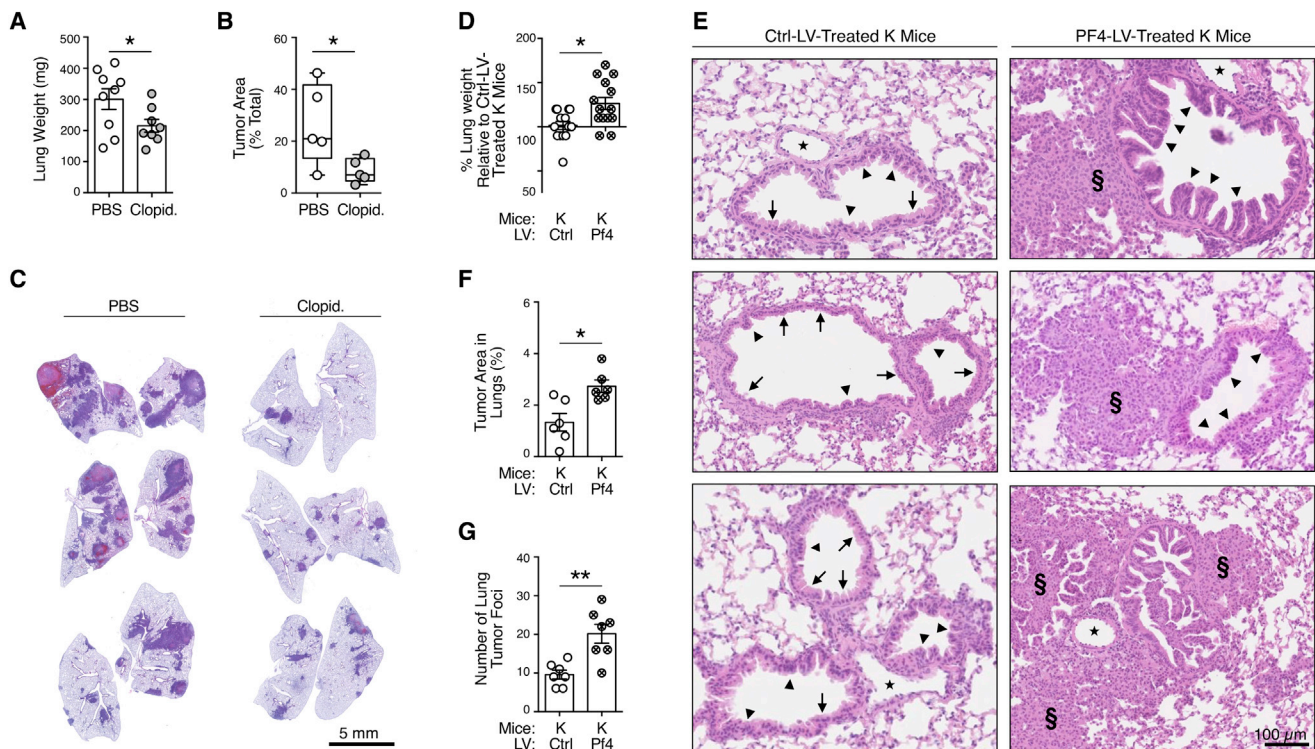 A
Lung Weight (mg)
500
400
300
200
100
0
*
PBS Clopid.
B
Tumor Area
(% Total)
60
40
20
0
*
PBS Clopid.
C
PBS
Clopid.
5 mm
D
% Lung weight
Relative to Ctrl-LV-
Treated K Mice
200
150
100
50
*
Mice: K K
LV: Ctrl Pf4
E
Ctrl-LV-Treated K Mice
PF4-LV-Treated K Mice
★
★
§
§
★
§
§
★
§
100 µm
F
Tumor Area in
Lungs (%)
6
4
2
0
*
Mice: K K
LV: Ctrl Pf4
G
Number of Lung
Tumor Foci
40
30
20
10
0
**
Mice: K K
LV: Ctrl Pf4